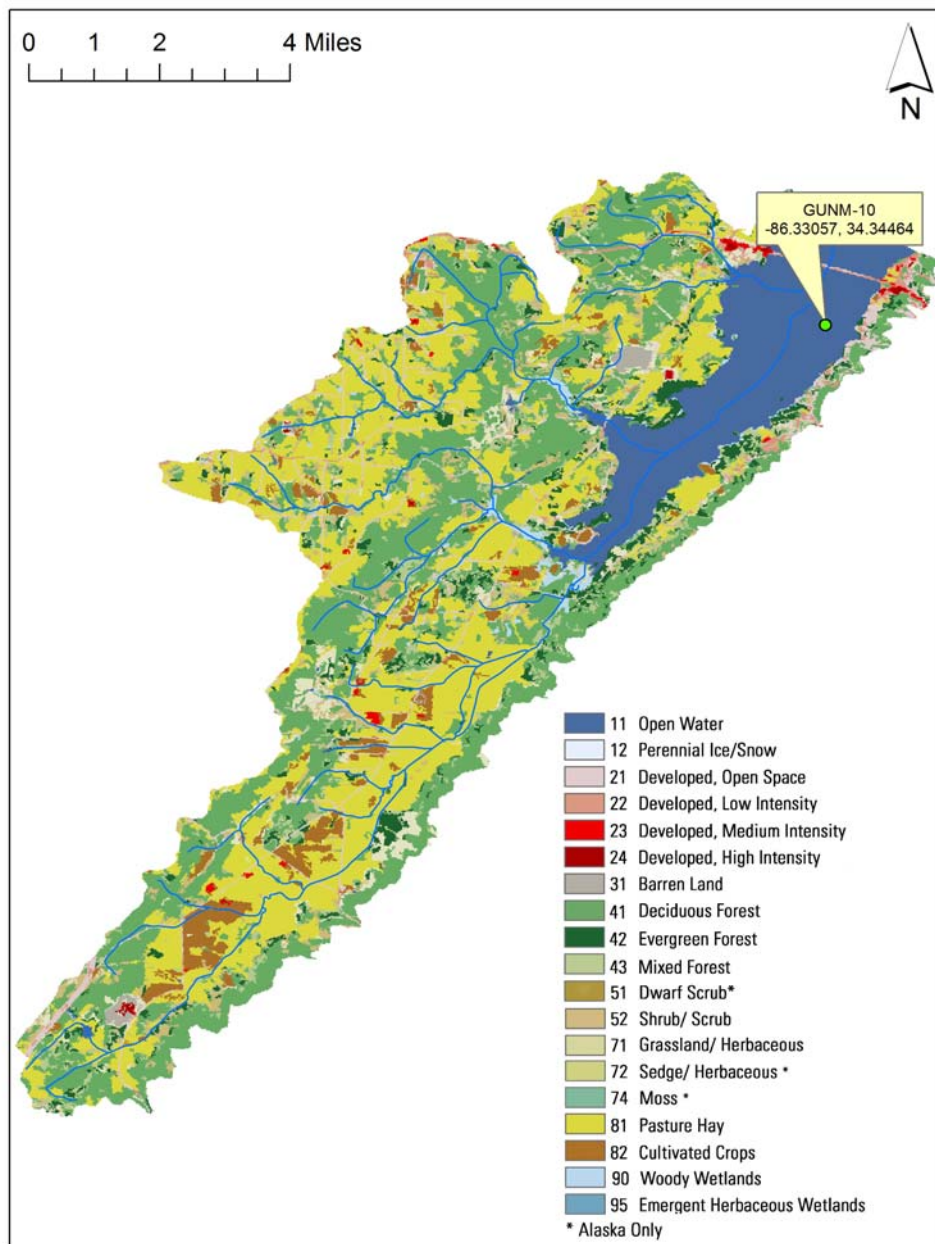 0 1 2 4 Miles
N
GUNM-10
-86.33057, 34.34464
11 Open Water
12 Perennial Ice/Snow
21 Developed, Open Space
22 Developed, Low Intensity
23 Developed, Medium Intensity
24 Developed, High Intensity
31 Barren Land
41 Deciduous Forest
42 Evergreen Forest
43 Mixed Forest
51 Dwarf Scrub*
52 Shrub/ Scrub
71 Grassland/ Herbaceous
72 Sedge/ Herbaceous *
74 Moss *
81 Pasture Hay
82 Cultivated Crops
90 Woody Wetlands
95 Emergent Herbaceous Wetlands
* Alaska Only